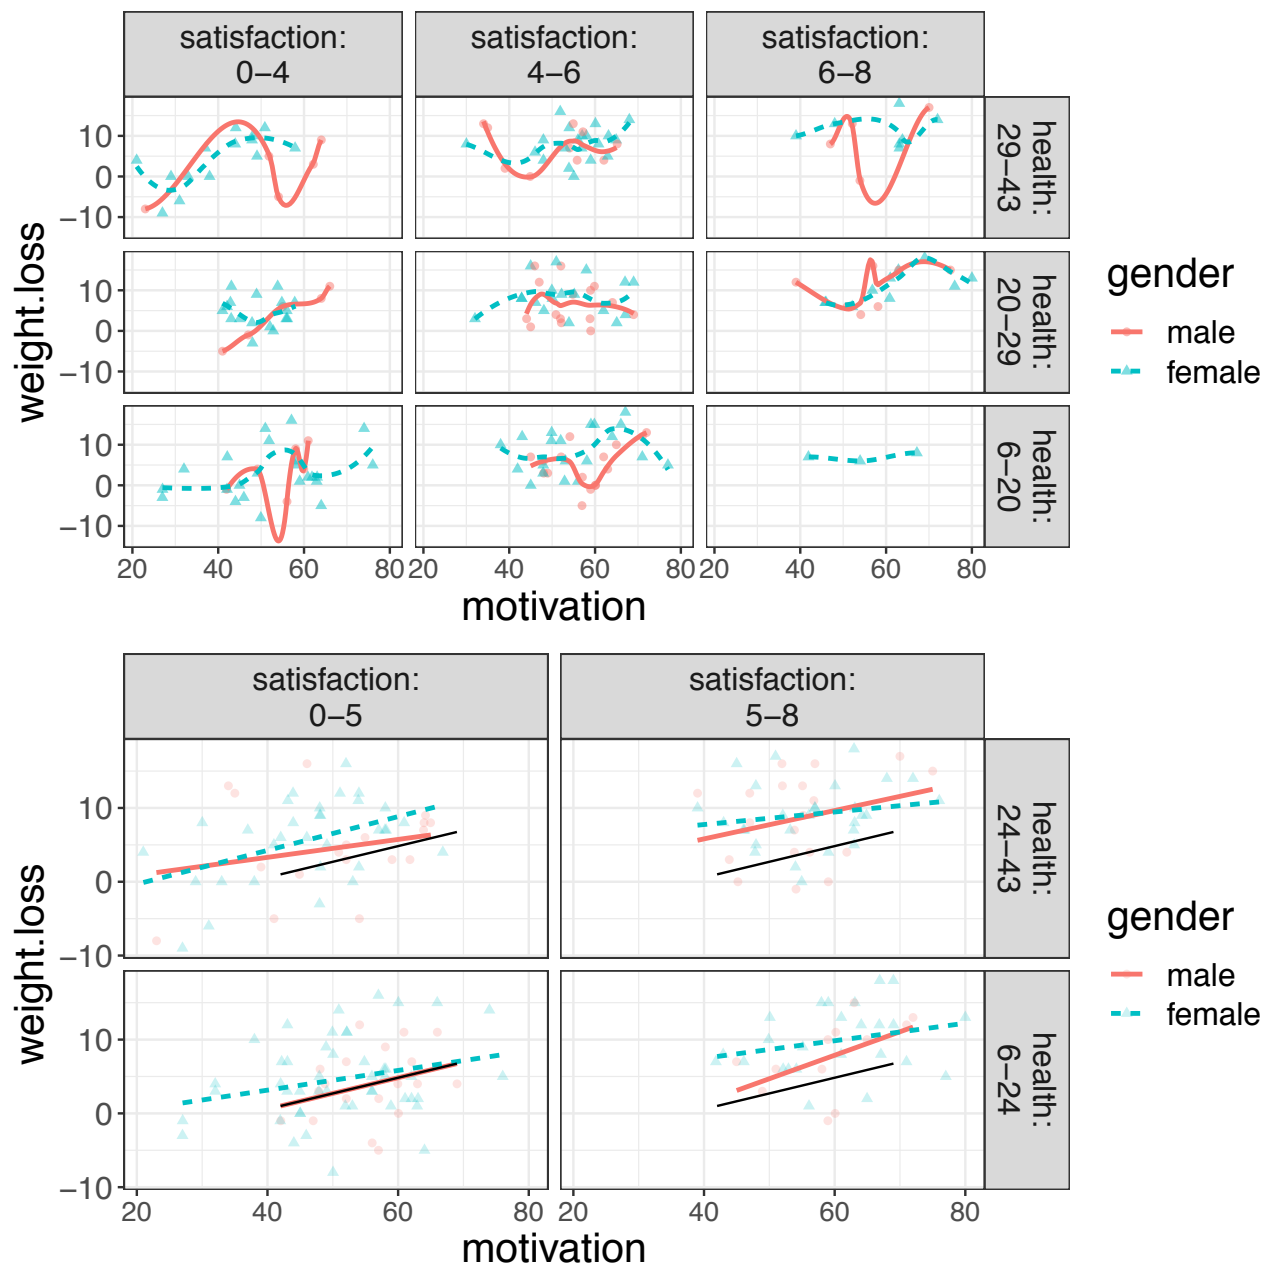 satisfaction:
0−4
satisfaction:
4−6
satisfaction:
6−8
weight.loss
10
0
−10
health:
29−43
10
0
−10
health:
20−29
10
0
−10
health:
6−20
20 40 60 80 20 40 60 20 40 60 80
motivation
gender
male
female
satisfaction:
0−5
satisfaction:
5−8
weight.loss
10
0
−10
health:
24−43
10
0
−10
health:
6−24
20 40 60 80 20 40 60 80
motivation
gender
male
female